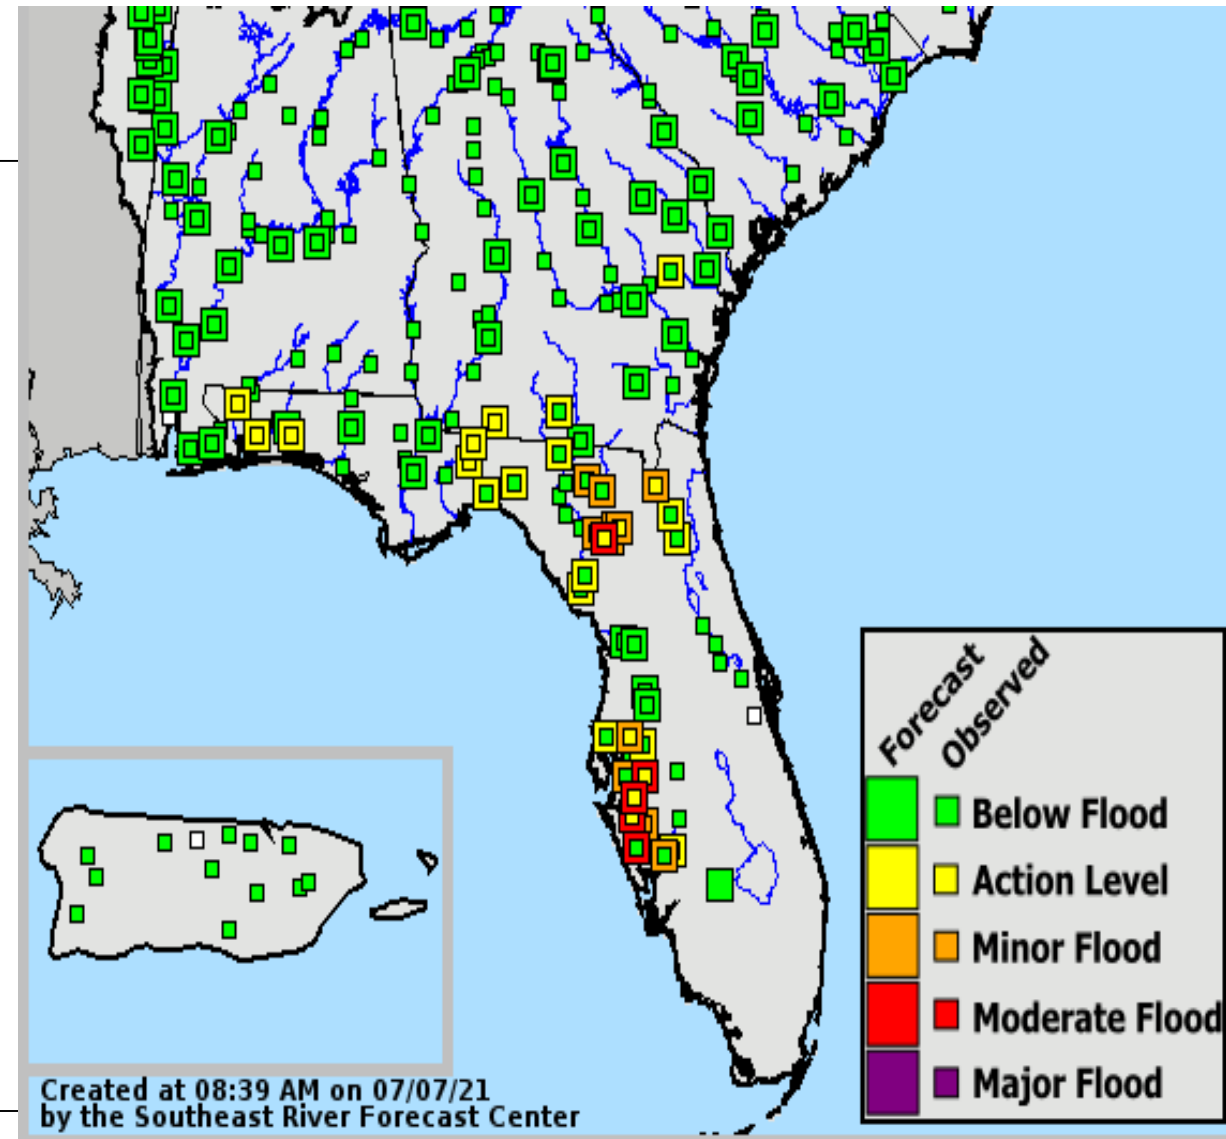 Forecast
Observed
Below Flood
Action Level
Minor Flood
Moderate Flood
Major Flood
Created at 08:39 AM on 07/07/21
by the Southeast River Forecast Center